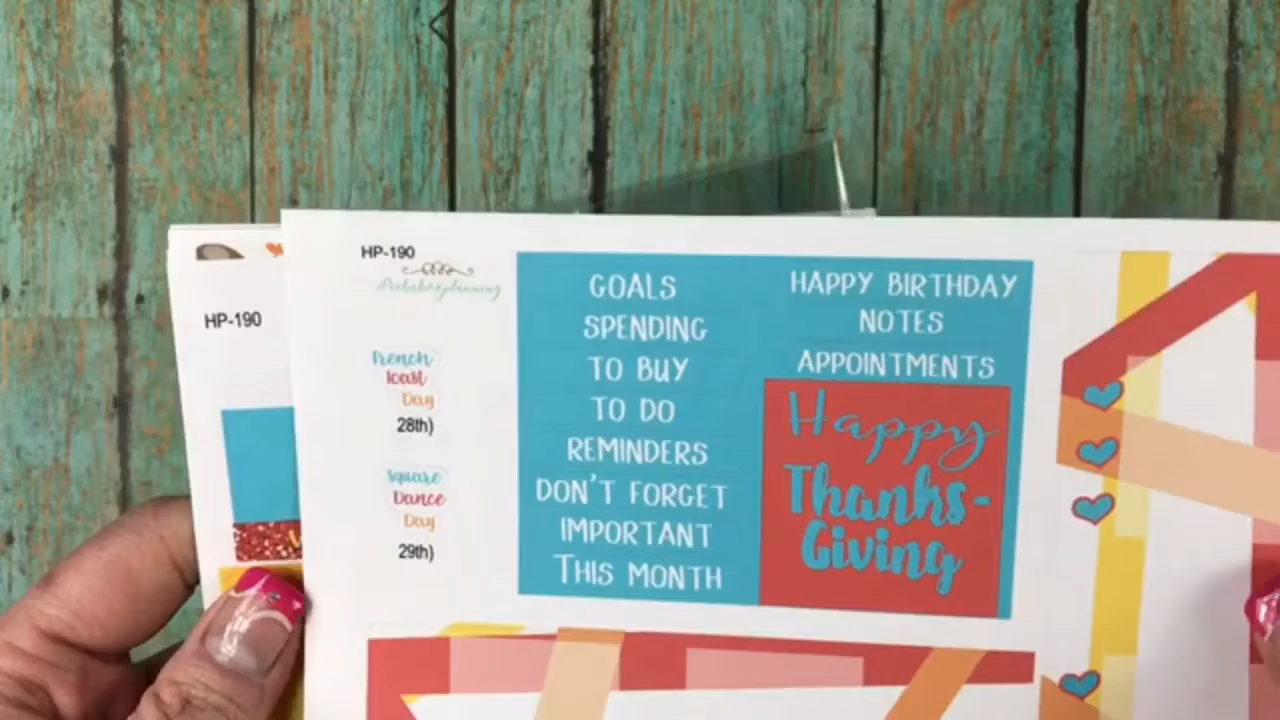 HP-190
HP-190
French
Toast
Day
28th)
Square
Dance
Day
29th)
GOALS
SPENDING
TO BUY
TO DO
REMINDERS
DON'T FORGET
IMPORTANT
THIS MONTH
HAPPY BIRTHDAY
NOTES
APPOINTMENTS
Happy
Thanks-
Giving